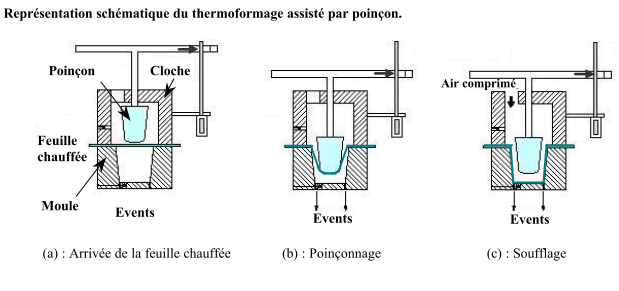 Représentation schématique du thermoformage assisté par poinçon.
Poinçon
Cloche
Feuille
chauffée
Moule
Events
Events
Air comprimé
Events
(a) : Arrivée de la feuille chauffée
(b) : Poinçonnage
(c) : Soufflage